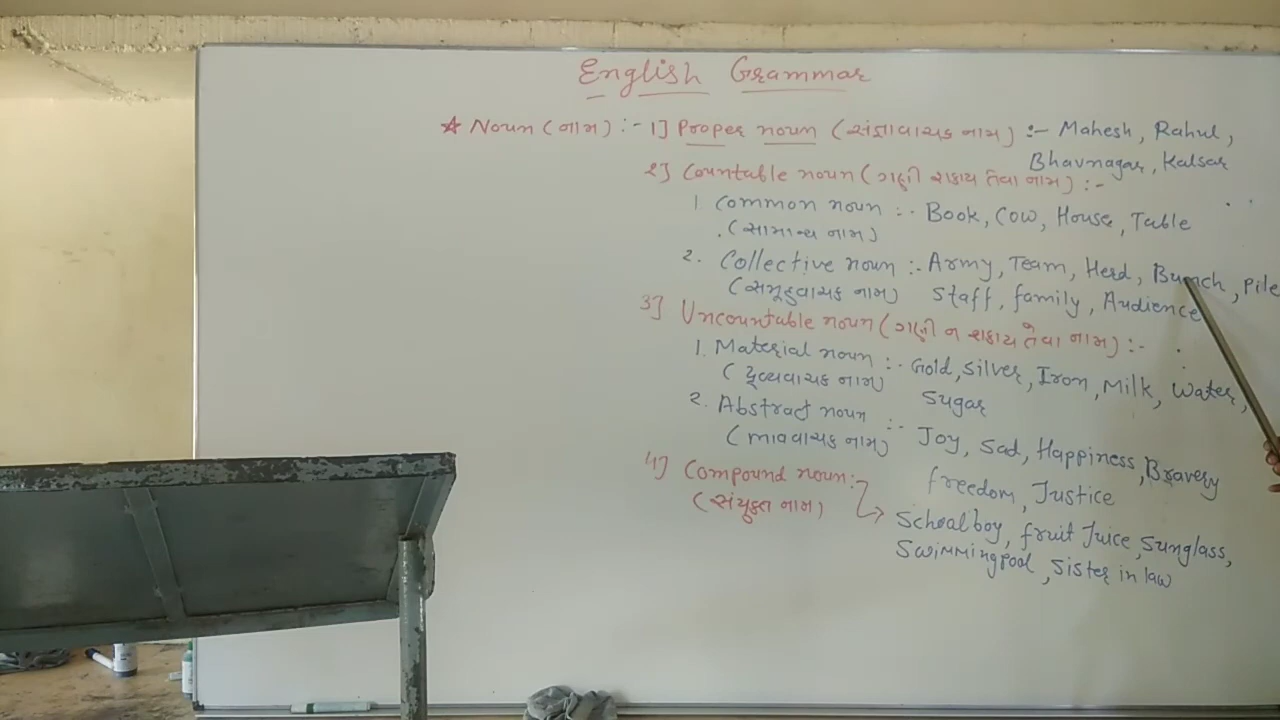 English Grammar
* Noun (નામ) :- 1] Proper noun (સંજ્ઞાવાચક નામ) :- Mahesh, Rahul,
Bhavnagar, Kalsar
2] Countable noun (ગણી શકાય તેવા નામ) :-
1. Common noun :- Book, Cow, House, Table
(સામાન્ય નામ)
2. Collective noun :- Army, Team, Herd, Bunch, Pile
(સમૂહવાચક નામ) Staff, family, Audience
3] Uncountable noun (ગણી ન શકાય તેવા નામ) :-
1. Material noun :- Gold, Silver, Iron, Milk, Water,
(દ્રવ્યવાચક નામ) Sugar
2. Abstract noun :- Joy, Sad, Happiness, Bravery
(ભાવવાચક નામ) freedom, Justice
4] Compound noun :-
(સંયુક્ત નામ) → Schoolboy, fruit Juice, Sunglass,
Swimmingpool, Sister in law